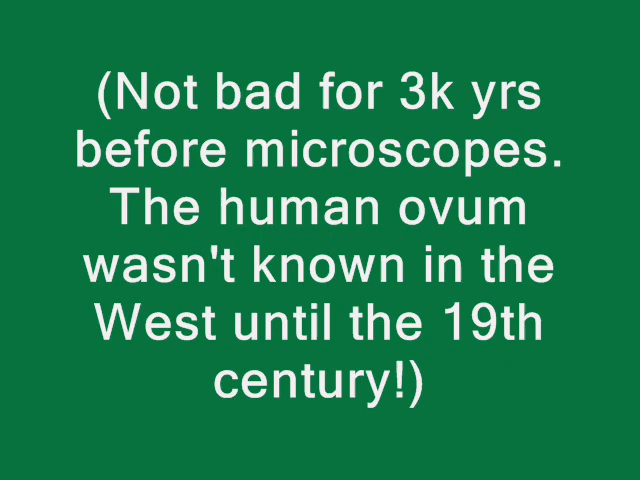 (Not bad for 3k yrs
before microscopes.
The human ovum
wasn't known in the
West until the 19th
century!)